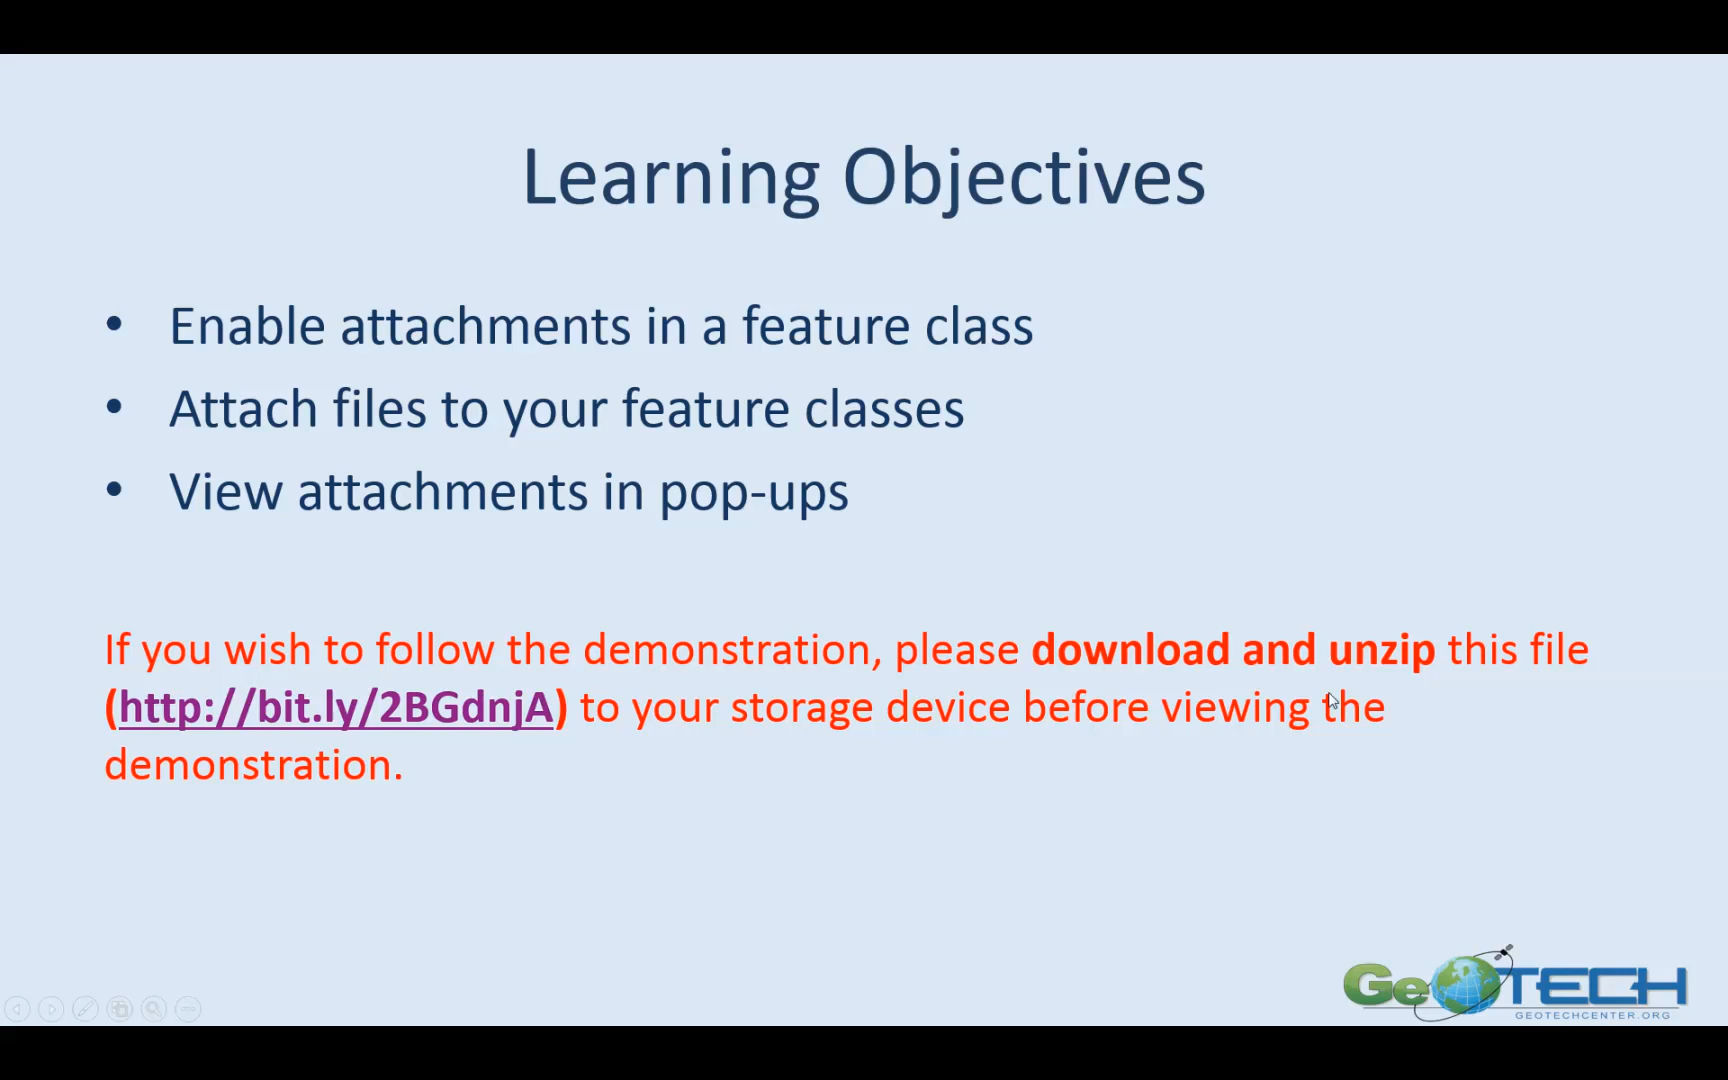 Learning Objectives
• Enable attachments in a feature class
• Attach files to your feature classes
• View attachments in pop-ups
If you wish to follow the demonstration, please download and unzip this file
(http://bit.ly/2BGdnjA) to your storage device before viewing the
demonstration.
GeoTECH
GEOTECHCENTER.ORG